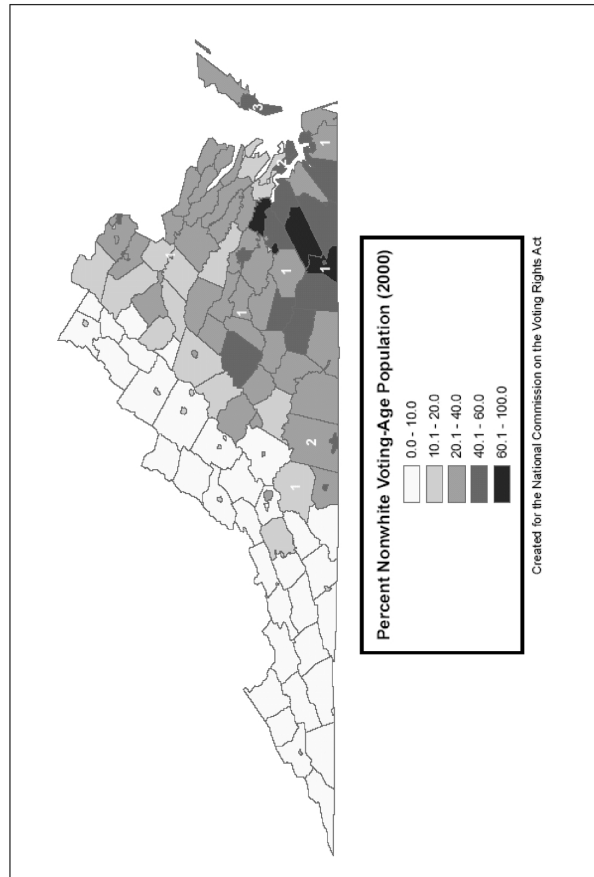 3
1
1
2
1
1
1
1
2
1
Percent Nonwhite Voting-Age Population (2000)
0.0 - 10.0
10.1 - 20.0
20.1 - 40.0
40.1 - 60.0
60.1 - 100.0
Created for the National Commission on the Voting Rights Act